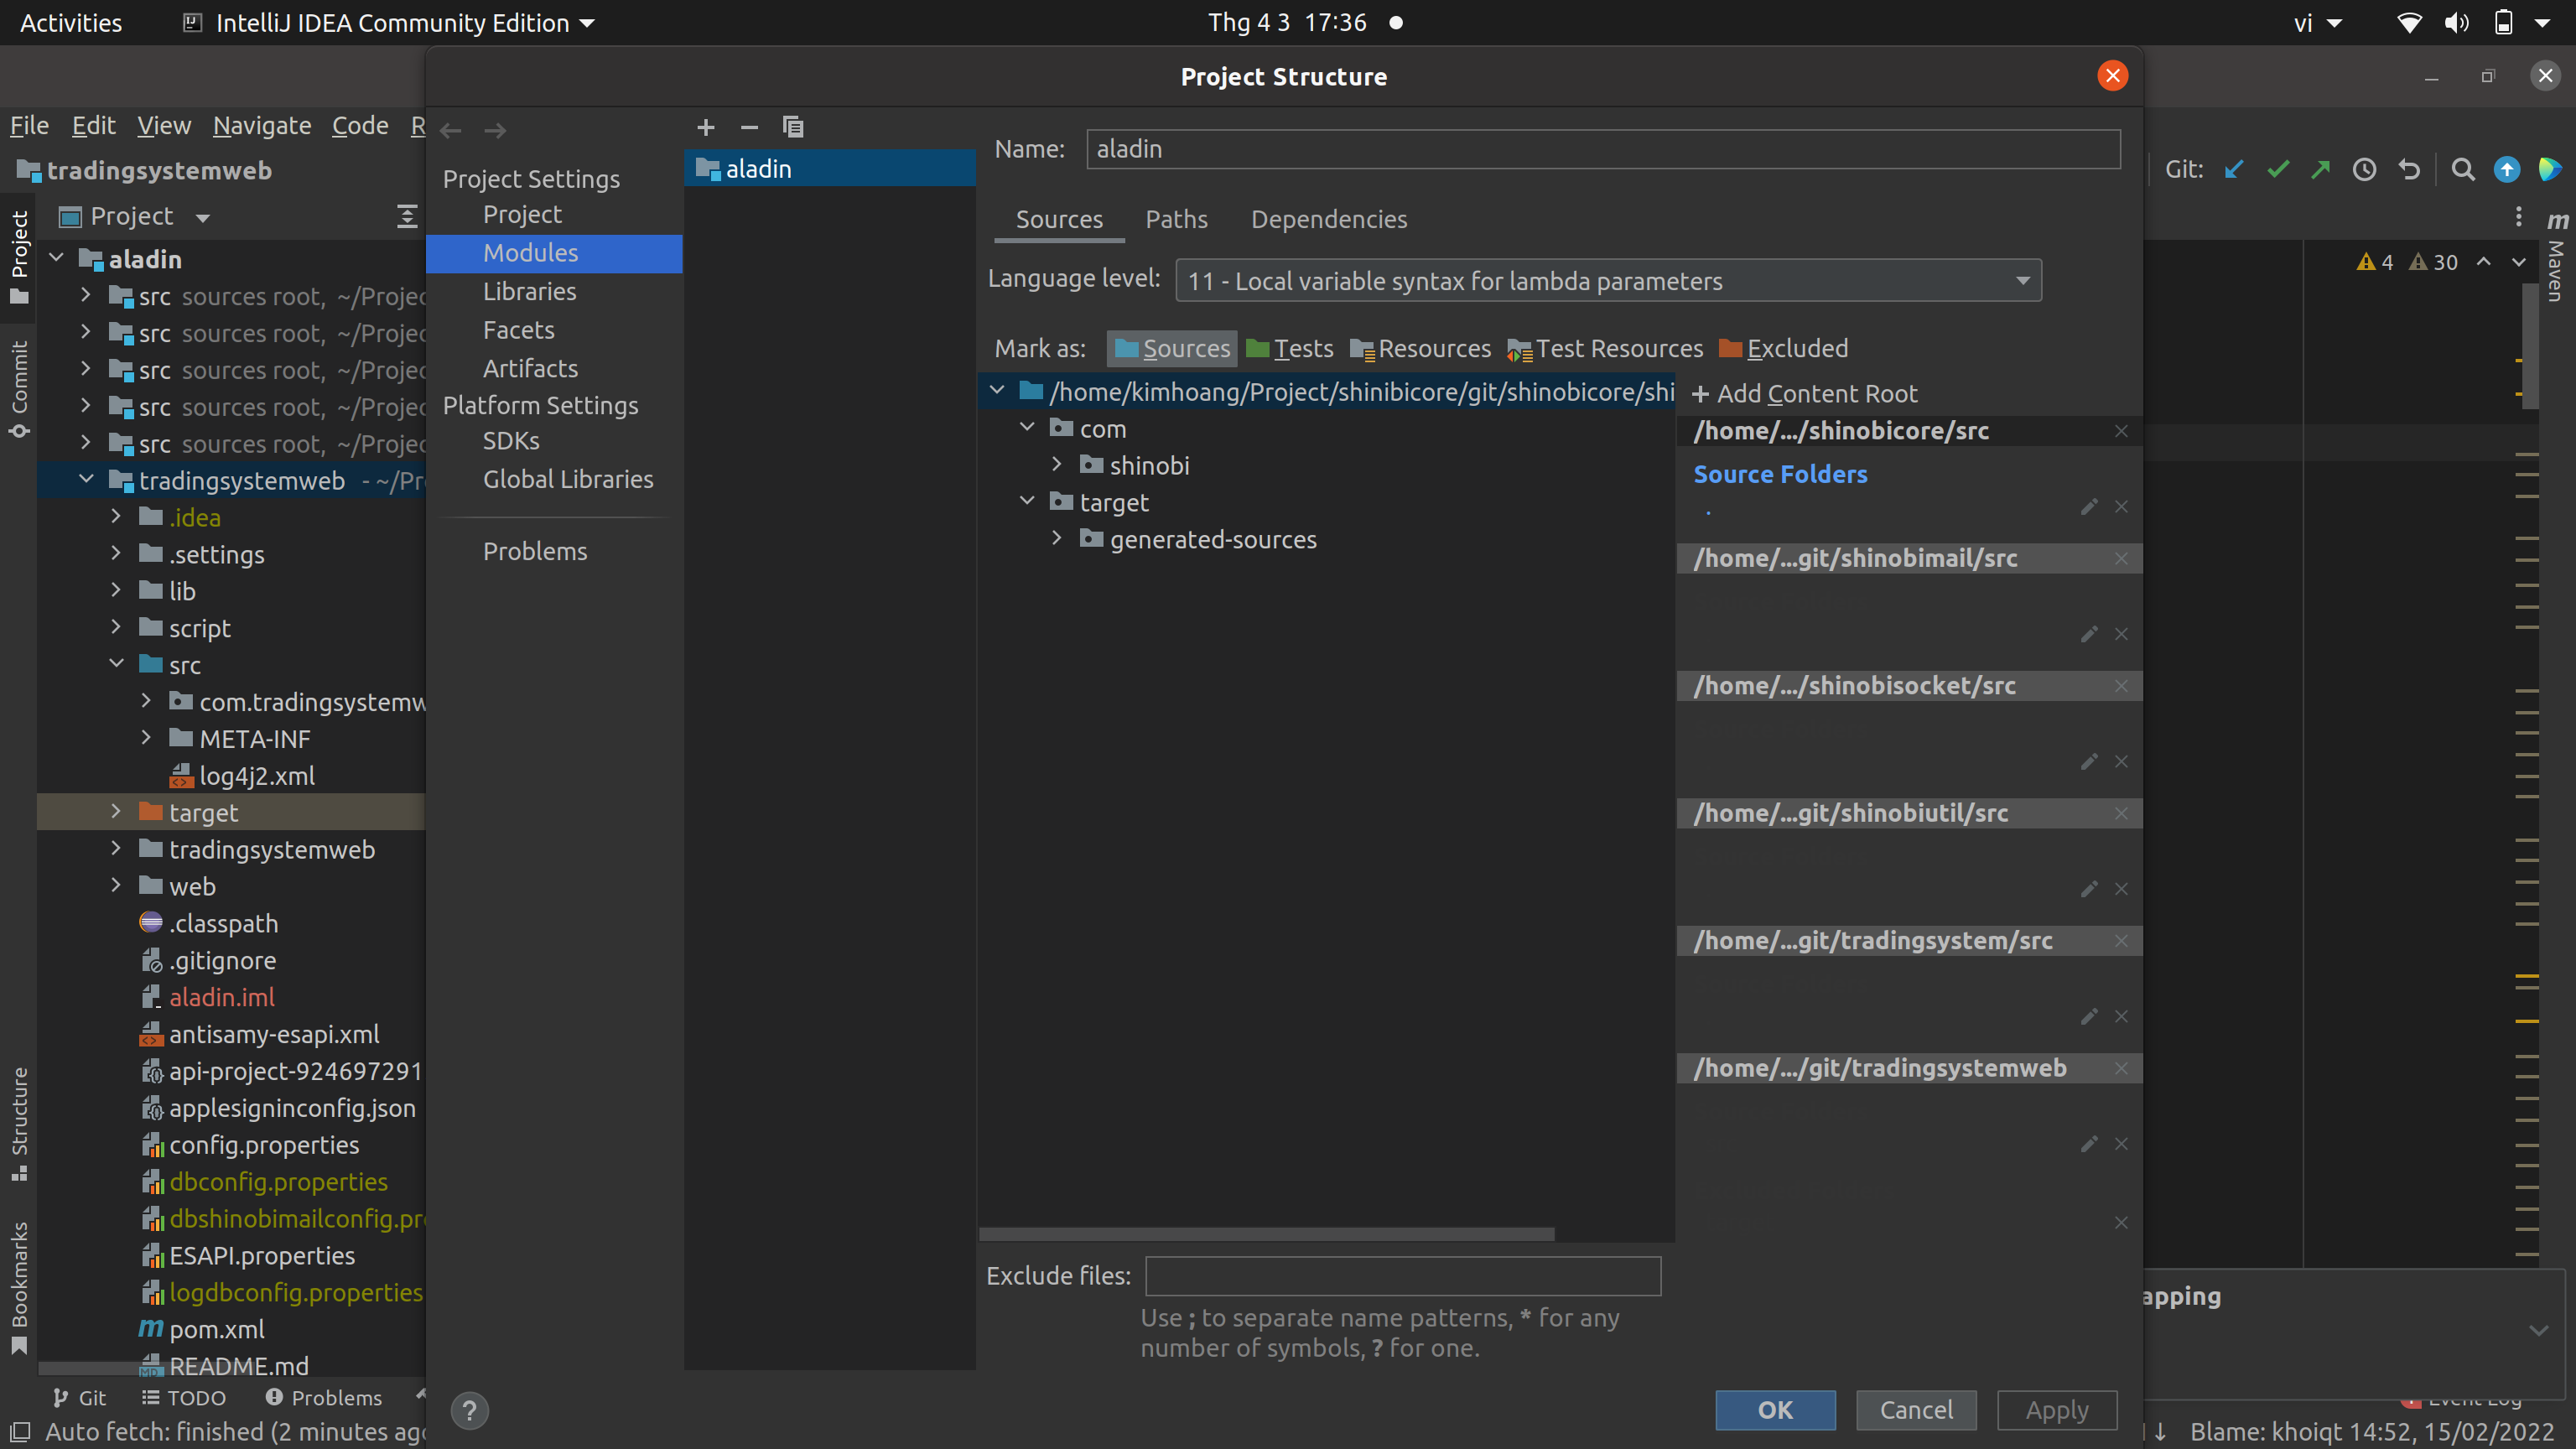 Activities
IntelliJ IDEA Community Edition
Thg 4 3 17:36
vi
Project Structure
File Edit View Navigate Code R
tradingsystemweb
Git:
Project
Project
Commit
Structure
Bookmarks
Maven
aladin
src sources root, ~/Projec
src sources root, ~/Projec
src sources root, ~/Projec
src sources root, ~/Projec
src sources root, ~/Projec
tradingsystemweb - ~/Pr
.idea
.settings
lib
script
src
com.tradingsystemw
META-INF
log4j2.xml
target
tradingsystemweb
web
.classpath
.gitignore
aladin.iml
antisamy-esapi.xml
api-project-924697291
applesigninconfig.json
config.properties
dbconfig.properties
dbshinobimailconfig.pr
ESAPI.properties
logdbconfig.properties
pom.xml
README.md
Project Settings
Project
Modules
Libraries
Facets
Artifacts
Platform Settings
SDKs
Global Libraries
Problems
aladin
Name: aladin
Sources Paths Dependencies
Language level: 11 - Local variable syntax for lambda parameters
Mark as: Sources Tests Resources Test Resources Excluded
/home/kimhoang/Project/shinibicore/git/shinobicore/shi
com
shinobi
target
generated-sources
+ Add Content Root
/home/.../shinobicore/src
Source Folders
.
/home/...git/shinobimail/src
/home/.../shinobisocket/src
/home/...git/shinobiutil/src
/home/...git/tradingsystem/src
/home/.../git/tradingsystemweb
Exclude files:
Use ; to separate name patterns, * for any
number of symbols, ? for one.
?
OK Cancel Apply
4 30
apping
Git TODO Problems
Event Log
Auto fetch: finished (2 minutes ago
Blame: khoiqt 14:52, 15/02/2022